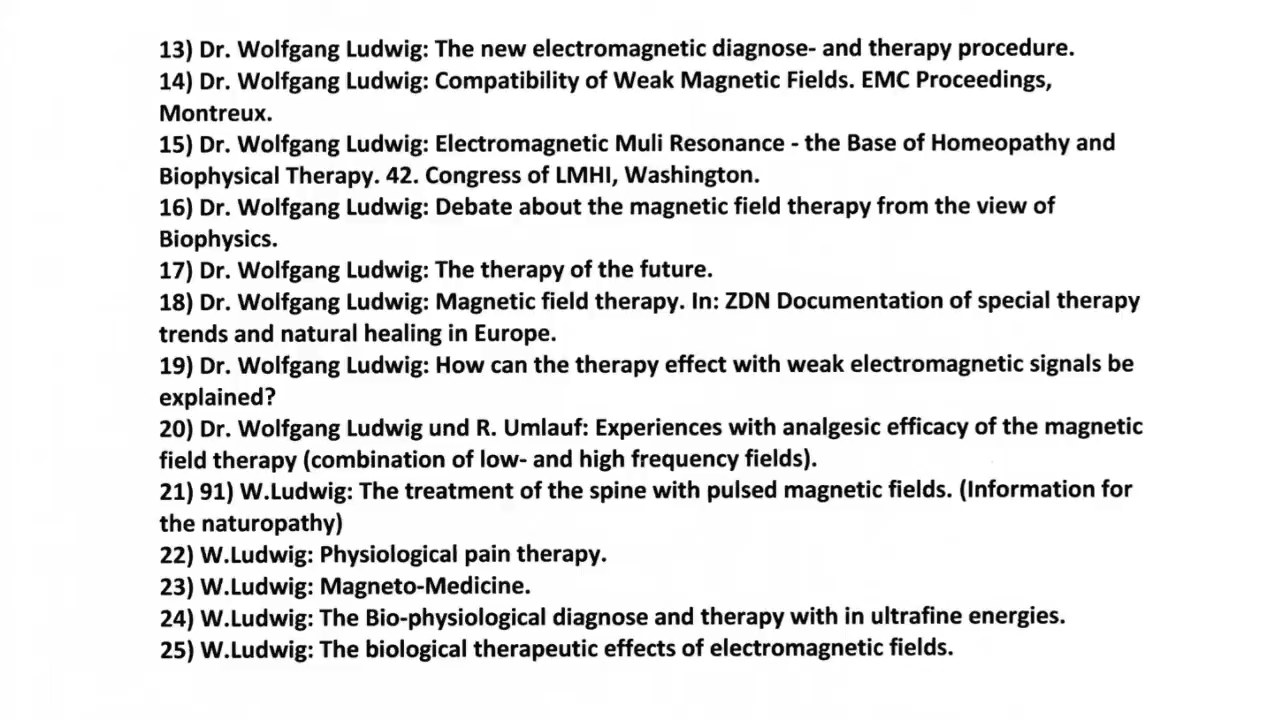 13) Dr. Wolfgang Ludwig: The new electromagnetic diagnose- and therapy procedure.
14) Dr. Wolfgang Ludwig: Compatibility of Weak Magnetic Fields. EMC Proceedings,
Montreux.
15) Dr. Wolfgang Ludwig: Electromagnetic Muli Resonance - the Base of Homeopathy and
Biophysical Therapy. 42. Congress of LMHI, Washington.
16) Dr. Wolfgang Ludwig: Debate about the magnetic field therapy from the view of
Biophysics.
17) Dr. Wolfgang Ludwig: The therapy of the future.
18) Dr. Wolfgang Ludwig: Magnetic field therapy. In: ZDN Documentation of special therapy
trends and natural healing in Europe.
19) Dr. Wolfgang Ludwig: How can the therapy effect with weak electromagnetic signals be
explained?
20) Dr. Wolfgang Ludwig und R. Umlauf: Experiences with analgesic efficacy of the magnetic
field therapy (combination of low- and high frequency fields).
21) 91) W.Ludwig: The treatment of the spine with pulsed magnetic fields. (Information for
the naturopathy)
22) W.Ludwig: Physiological pain therapy.
23) W.Ludwig: Magneto-Medicine.
24) W.Ludwig: The Bio-physiological diagnose and therapy with in ultrafine energies.
25) W.Ludwig: The biological therapeutic effects of electromagnetic fields.